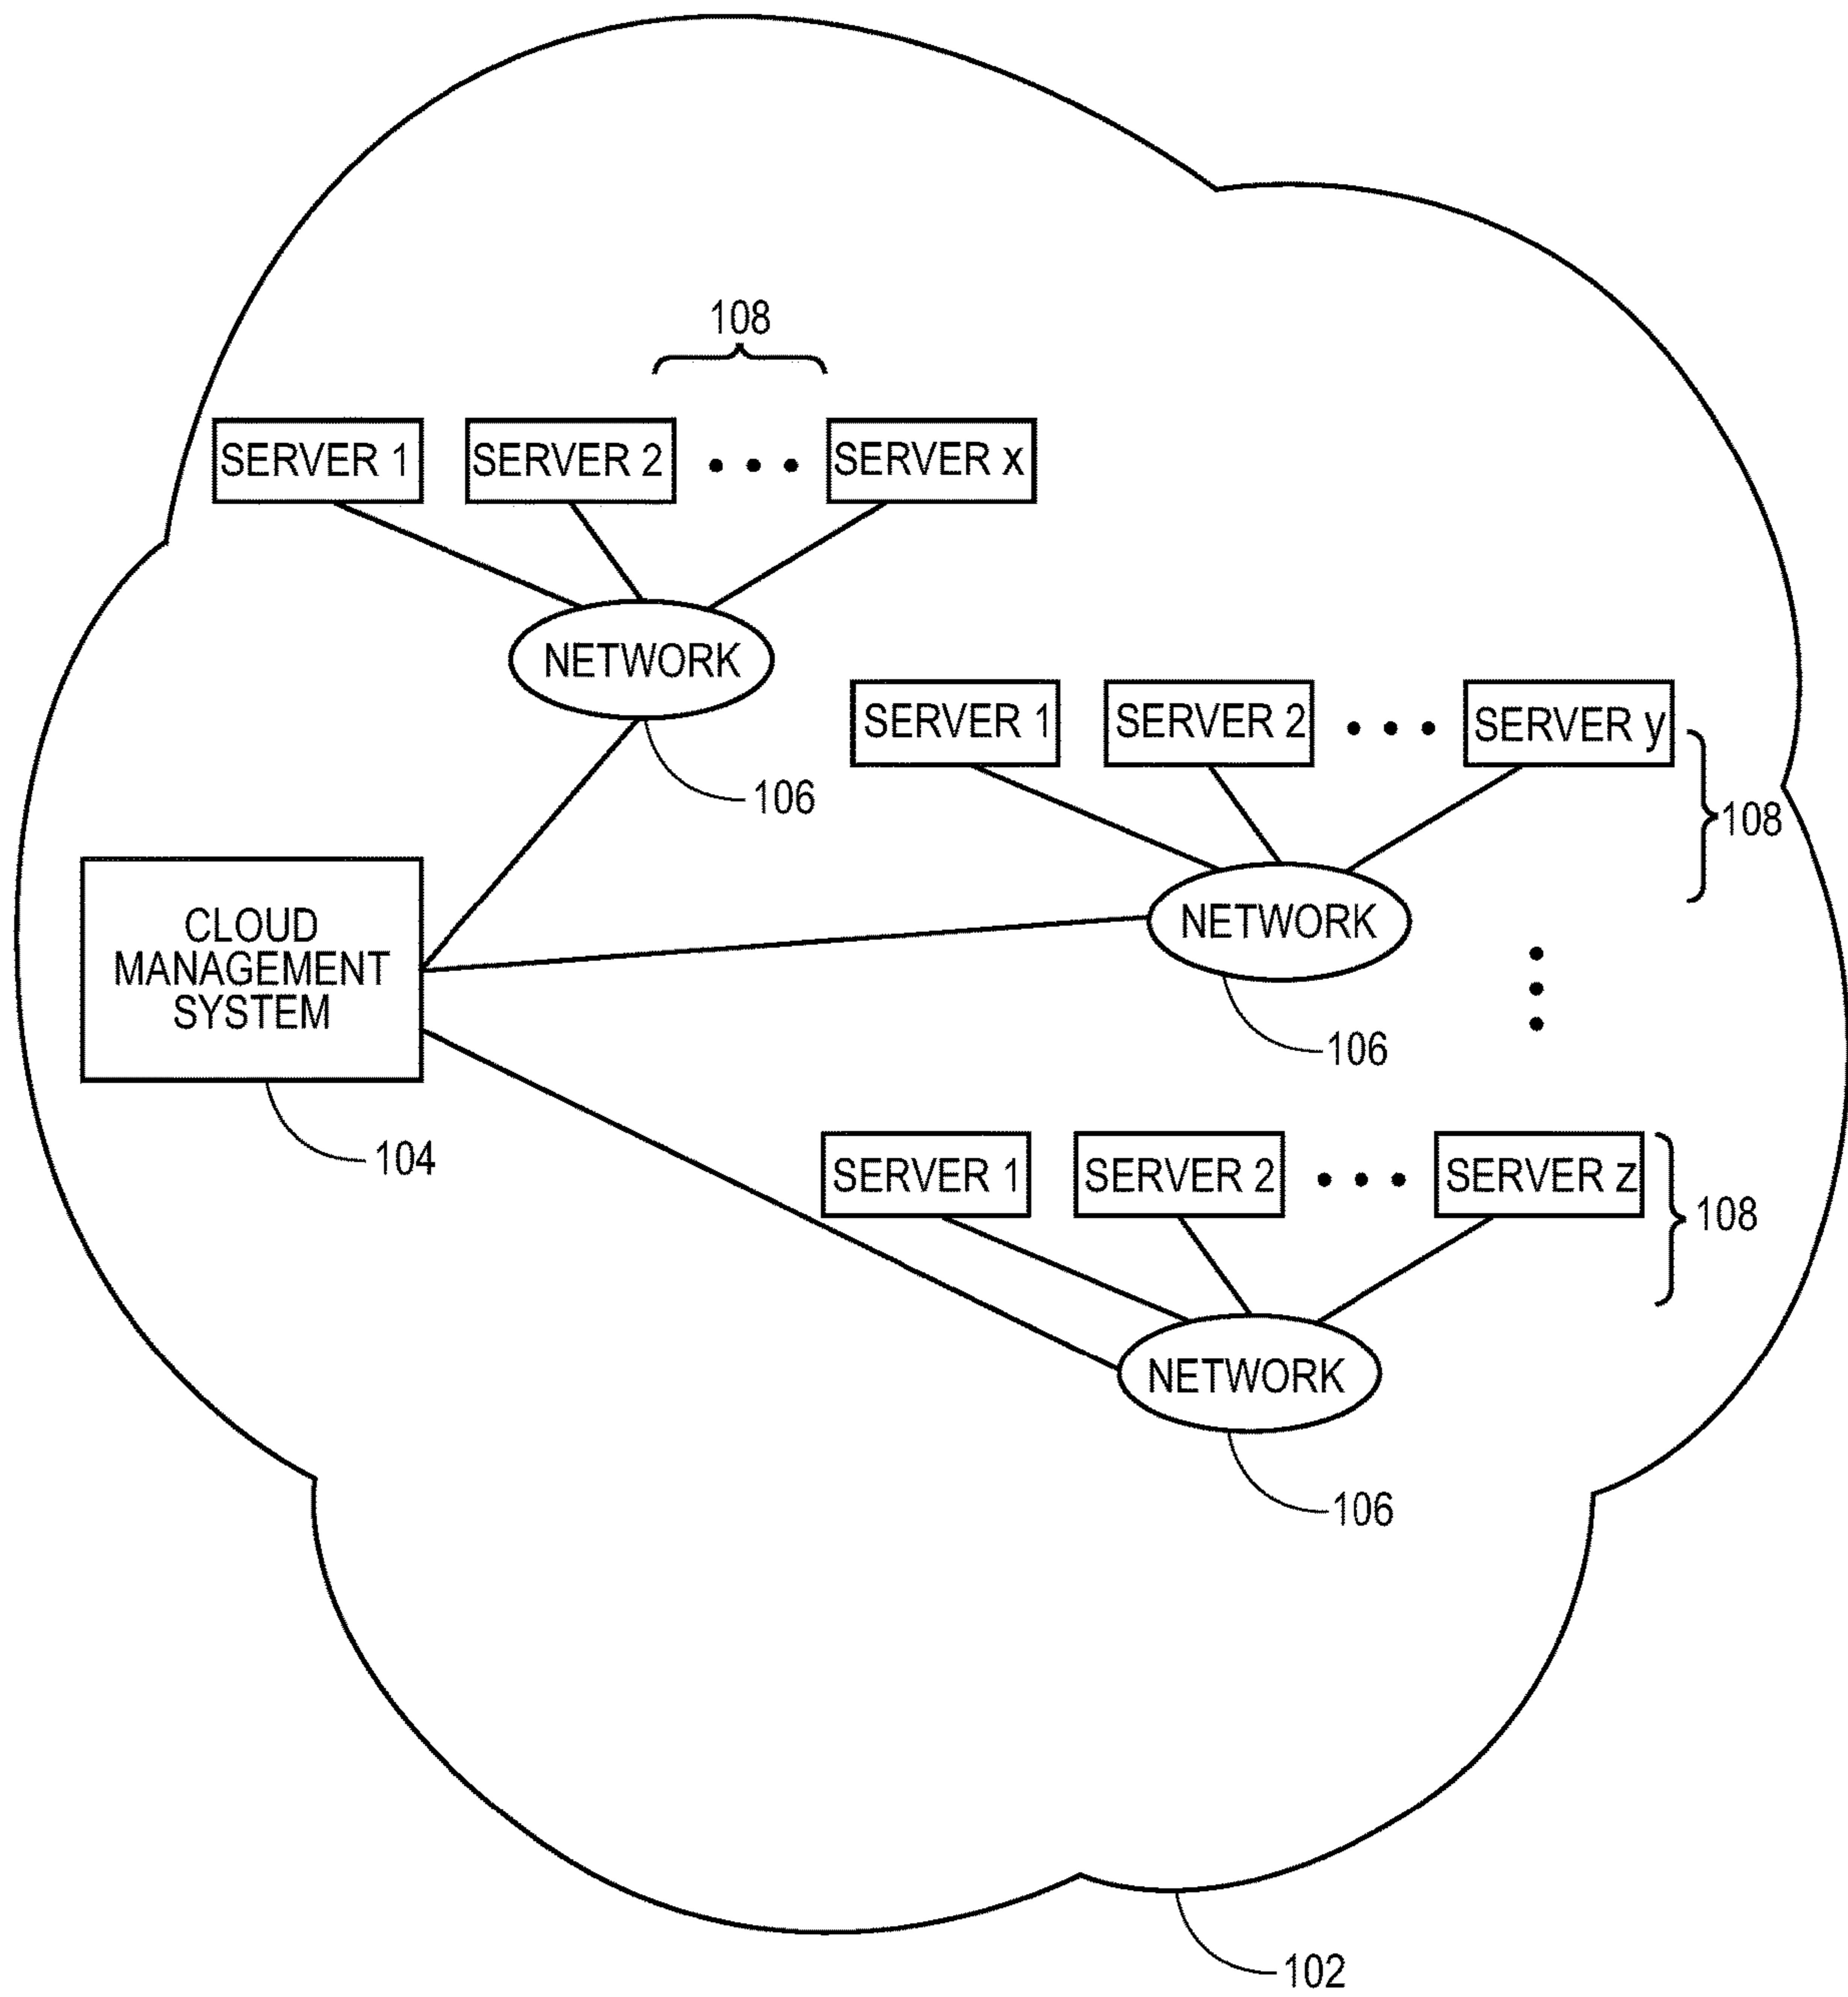 108
SERVER 1
SERVER 2
SERVER x
NETWORK
106
SERVER 1
SERVER 2
SERVER y
108
NETWORK
106
CLOUD
MANAGEMENT
SYSTEM
104
SERVER 1
SERVER 2
SERVER z
108
NETWORK
106
102